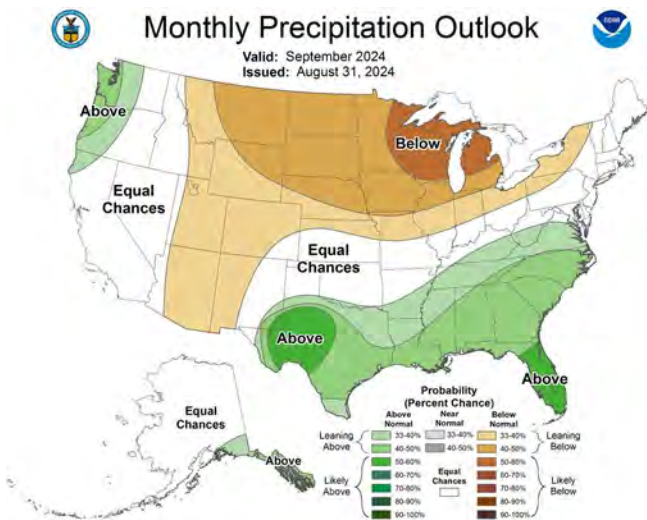 Monthly Precipitation Outlook
Valid: September 2024
Issued: August 31, 2024
Above
Equal
Chances
Below
Equal
Chances
Above
Above
Equal
Chances
Above
Probability
(Percent Chance)
Above
Normal
Near
Normal
Below
Normal
Leaning
Above
33-40%
33-40%
33-40%
Leaning
Below
40-50%
40-50%
40-50%
Likely
Above
50-60%
50-60%
60-70%
Equal
Chances
60-70%
70-80%
70-80%
Likely
Below
80-90%
80-90%
90-100%
90-100%